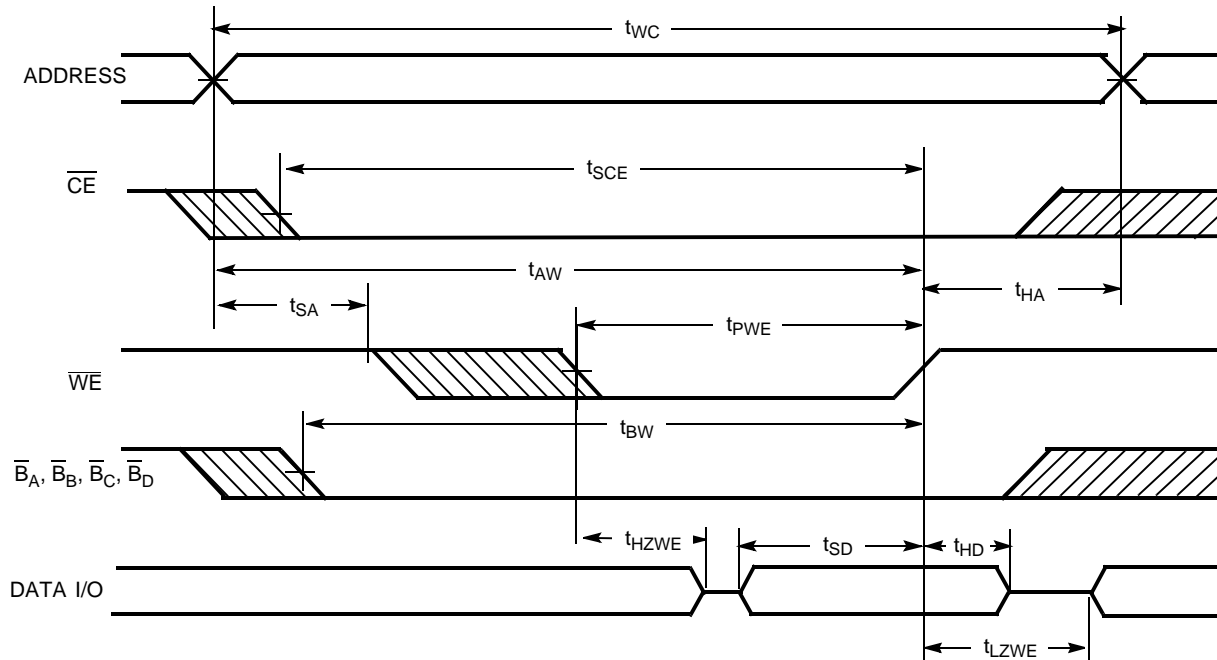 tWC
ADDRESS
CE
tSCE
tAW
tSA
tHA
tPWE
WE
tBW
BA, BB, BC, BD
tHZWE
tSD
tHD
DATA I/O
tLZWE